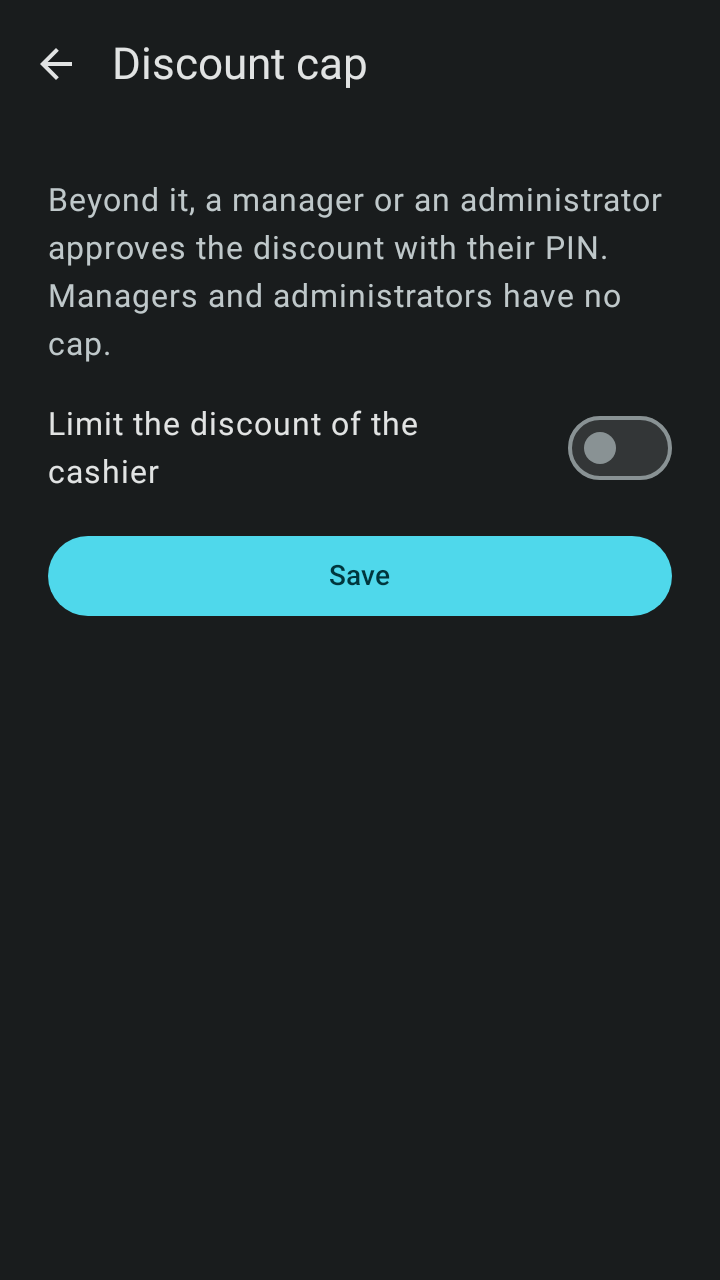 Discount cap
Beyond it, a manager or an administrator
approves the discount with their PIN.
Managers and administrators have no
cap.
Limit the discount of the
cashier
Save